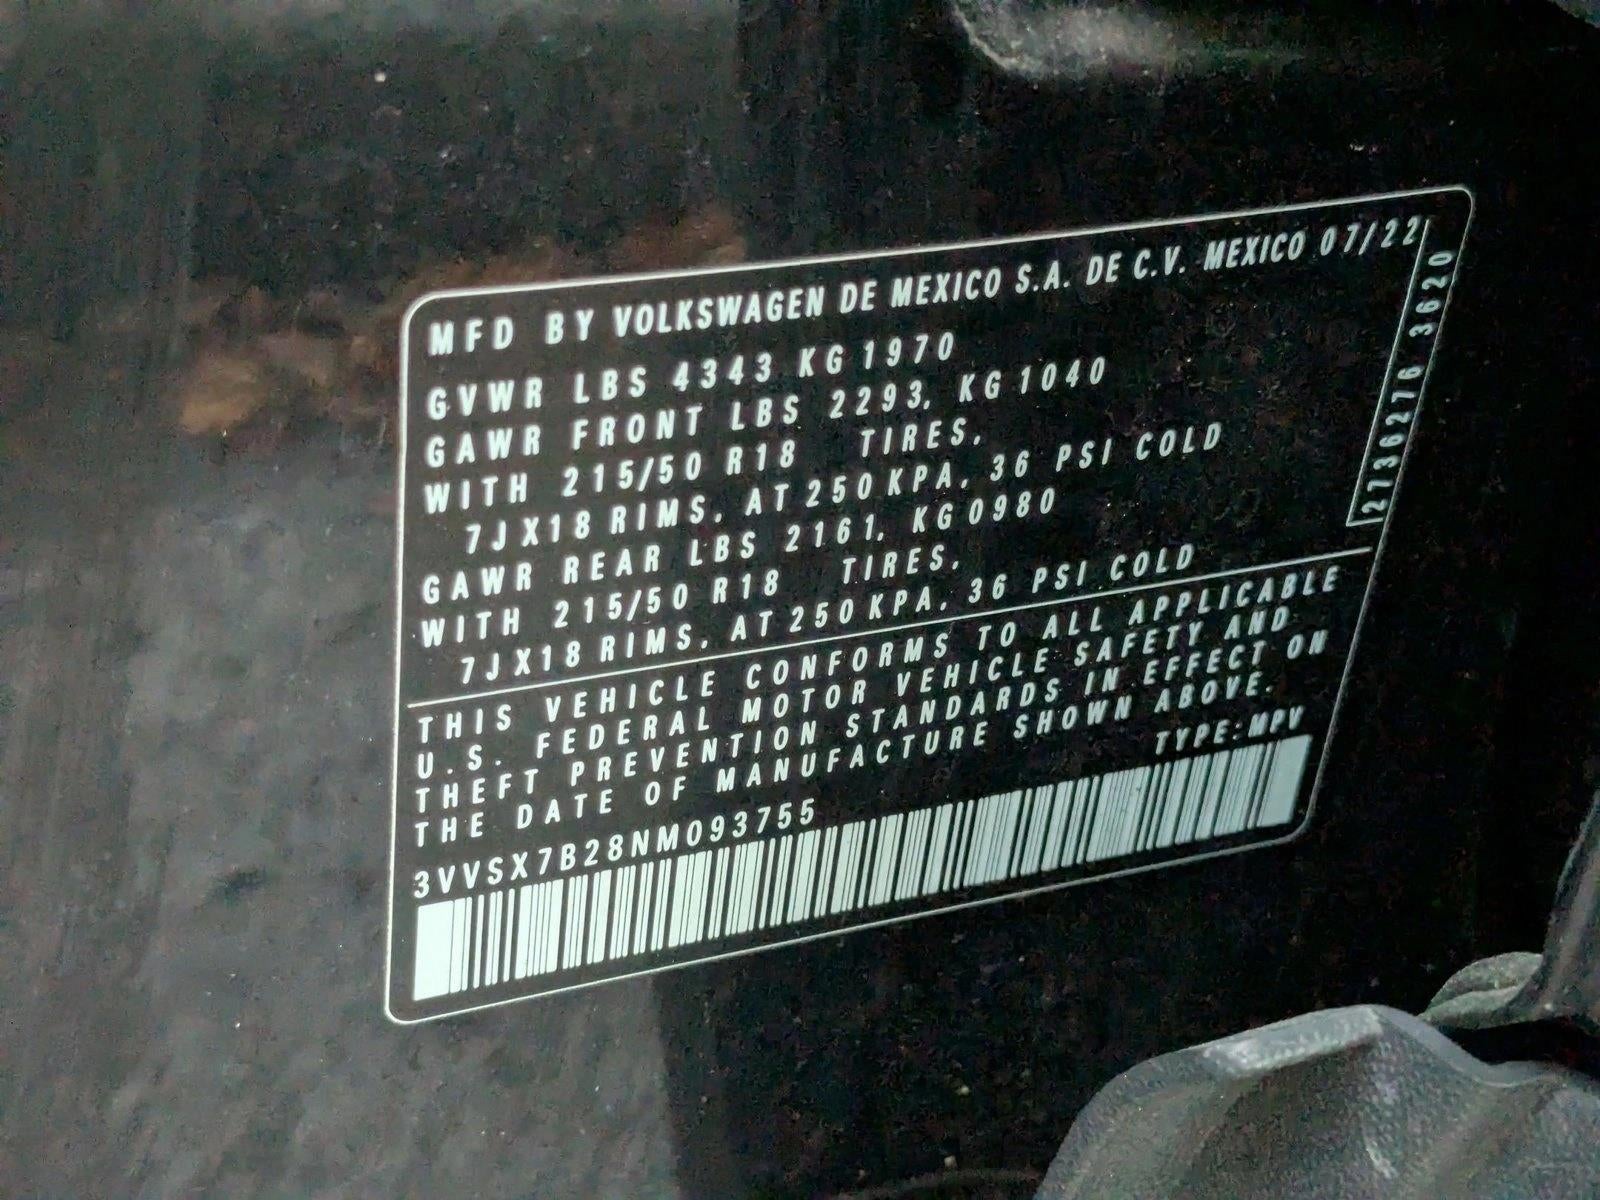 MFD BY VOLKSWAGEN DE MEXICO S.A. DE C.V. MEXICO 07/22
GVWR LBS 4343 KG 1970
GAWR FRONT LBS 2293, KG 1040
WITH 215/50 R18 TIRES,
7JX18 RIMS, AT 250 KPA, 36 PSI COLD
GAWR REAR LBS 2161, KG 0980
WITH 215/50 R18 TIRES,
7JX18 RIMS, AT 250 KPA, 36 PSI COLD
2736276 3620
THIS VEHICLE CONFORMS TO ALL APPLICABLE
U.S. FEDERAL MOTOR VEHICLE SAFETY AND
THEFT PREVENTION STANDARDS IN EFFECT ON
THE DATE OF MANUFACTURE SHOWN ABOVE.
TYPE:MPV
3VVSX7B28NM093755